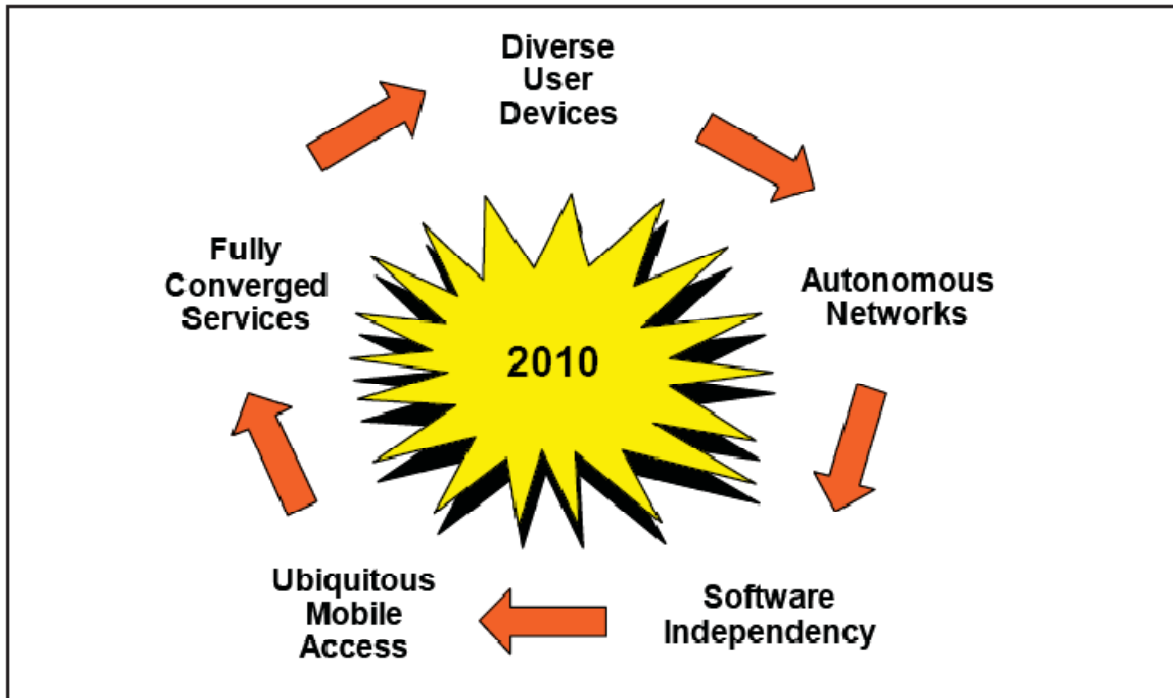 Diverse
User
Devices
Autonomous
Networks
Software
Independency
Ubiquitous
Mobile
Access
Fully
Converged
Services
2010